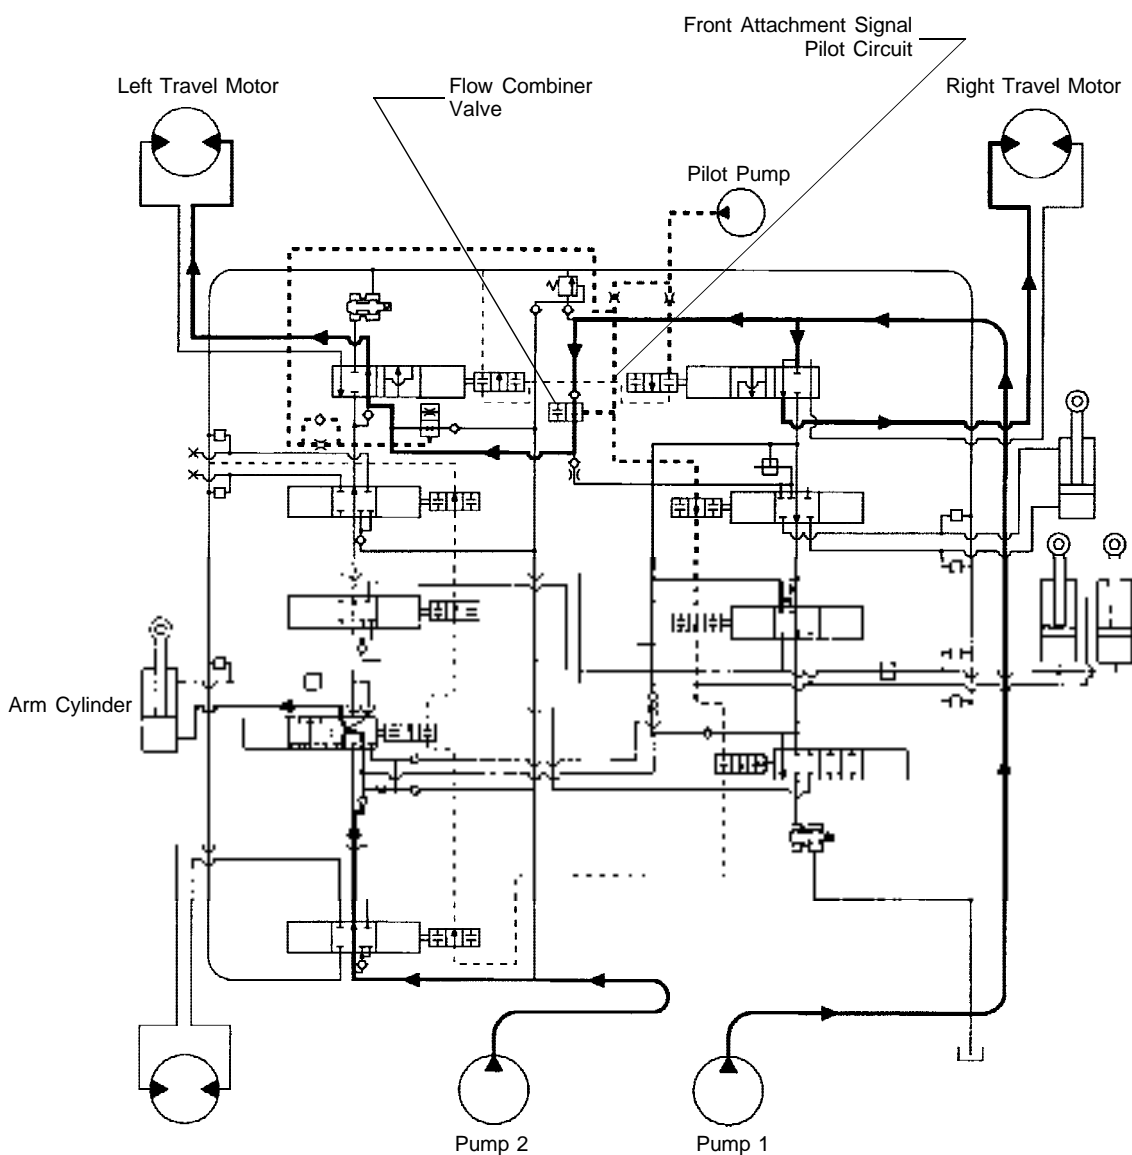 Front Attachment Signal
Pilot Circuit
Left Travel Motor
Flow Combiner
Valve
Right Travel Motor
Pilot Pump
Arm Cylinder
Pump 2
Pump 1